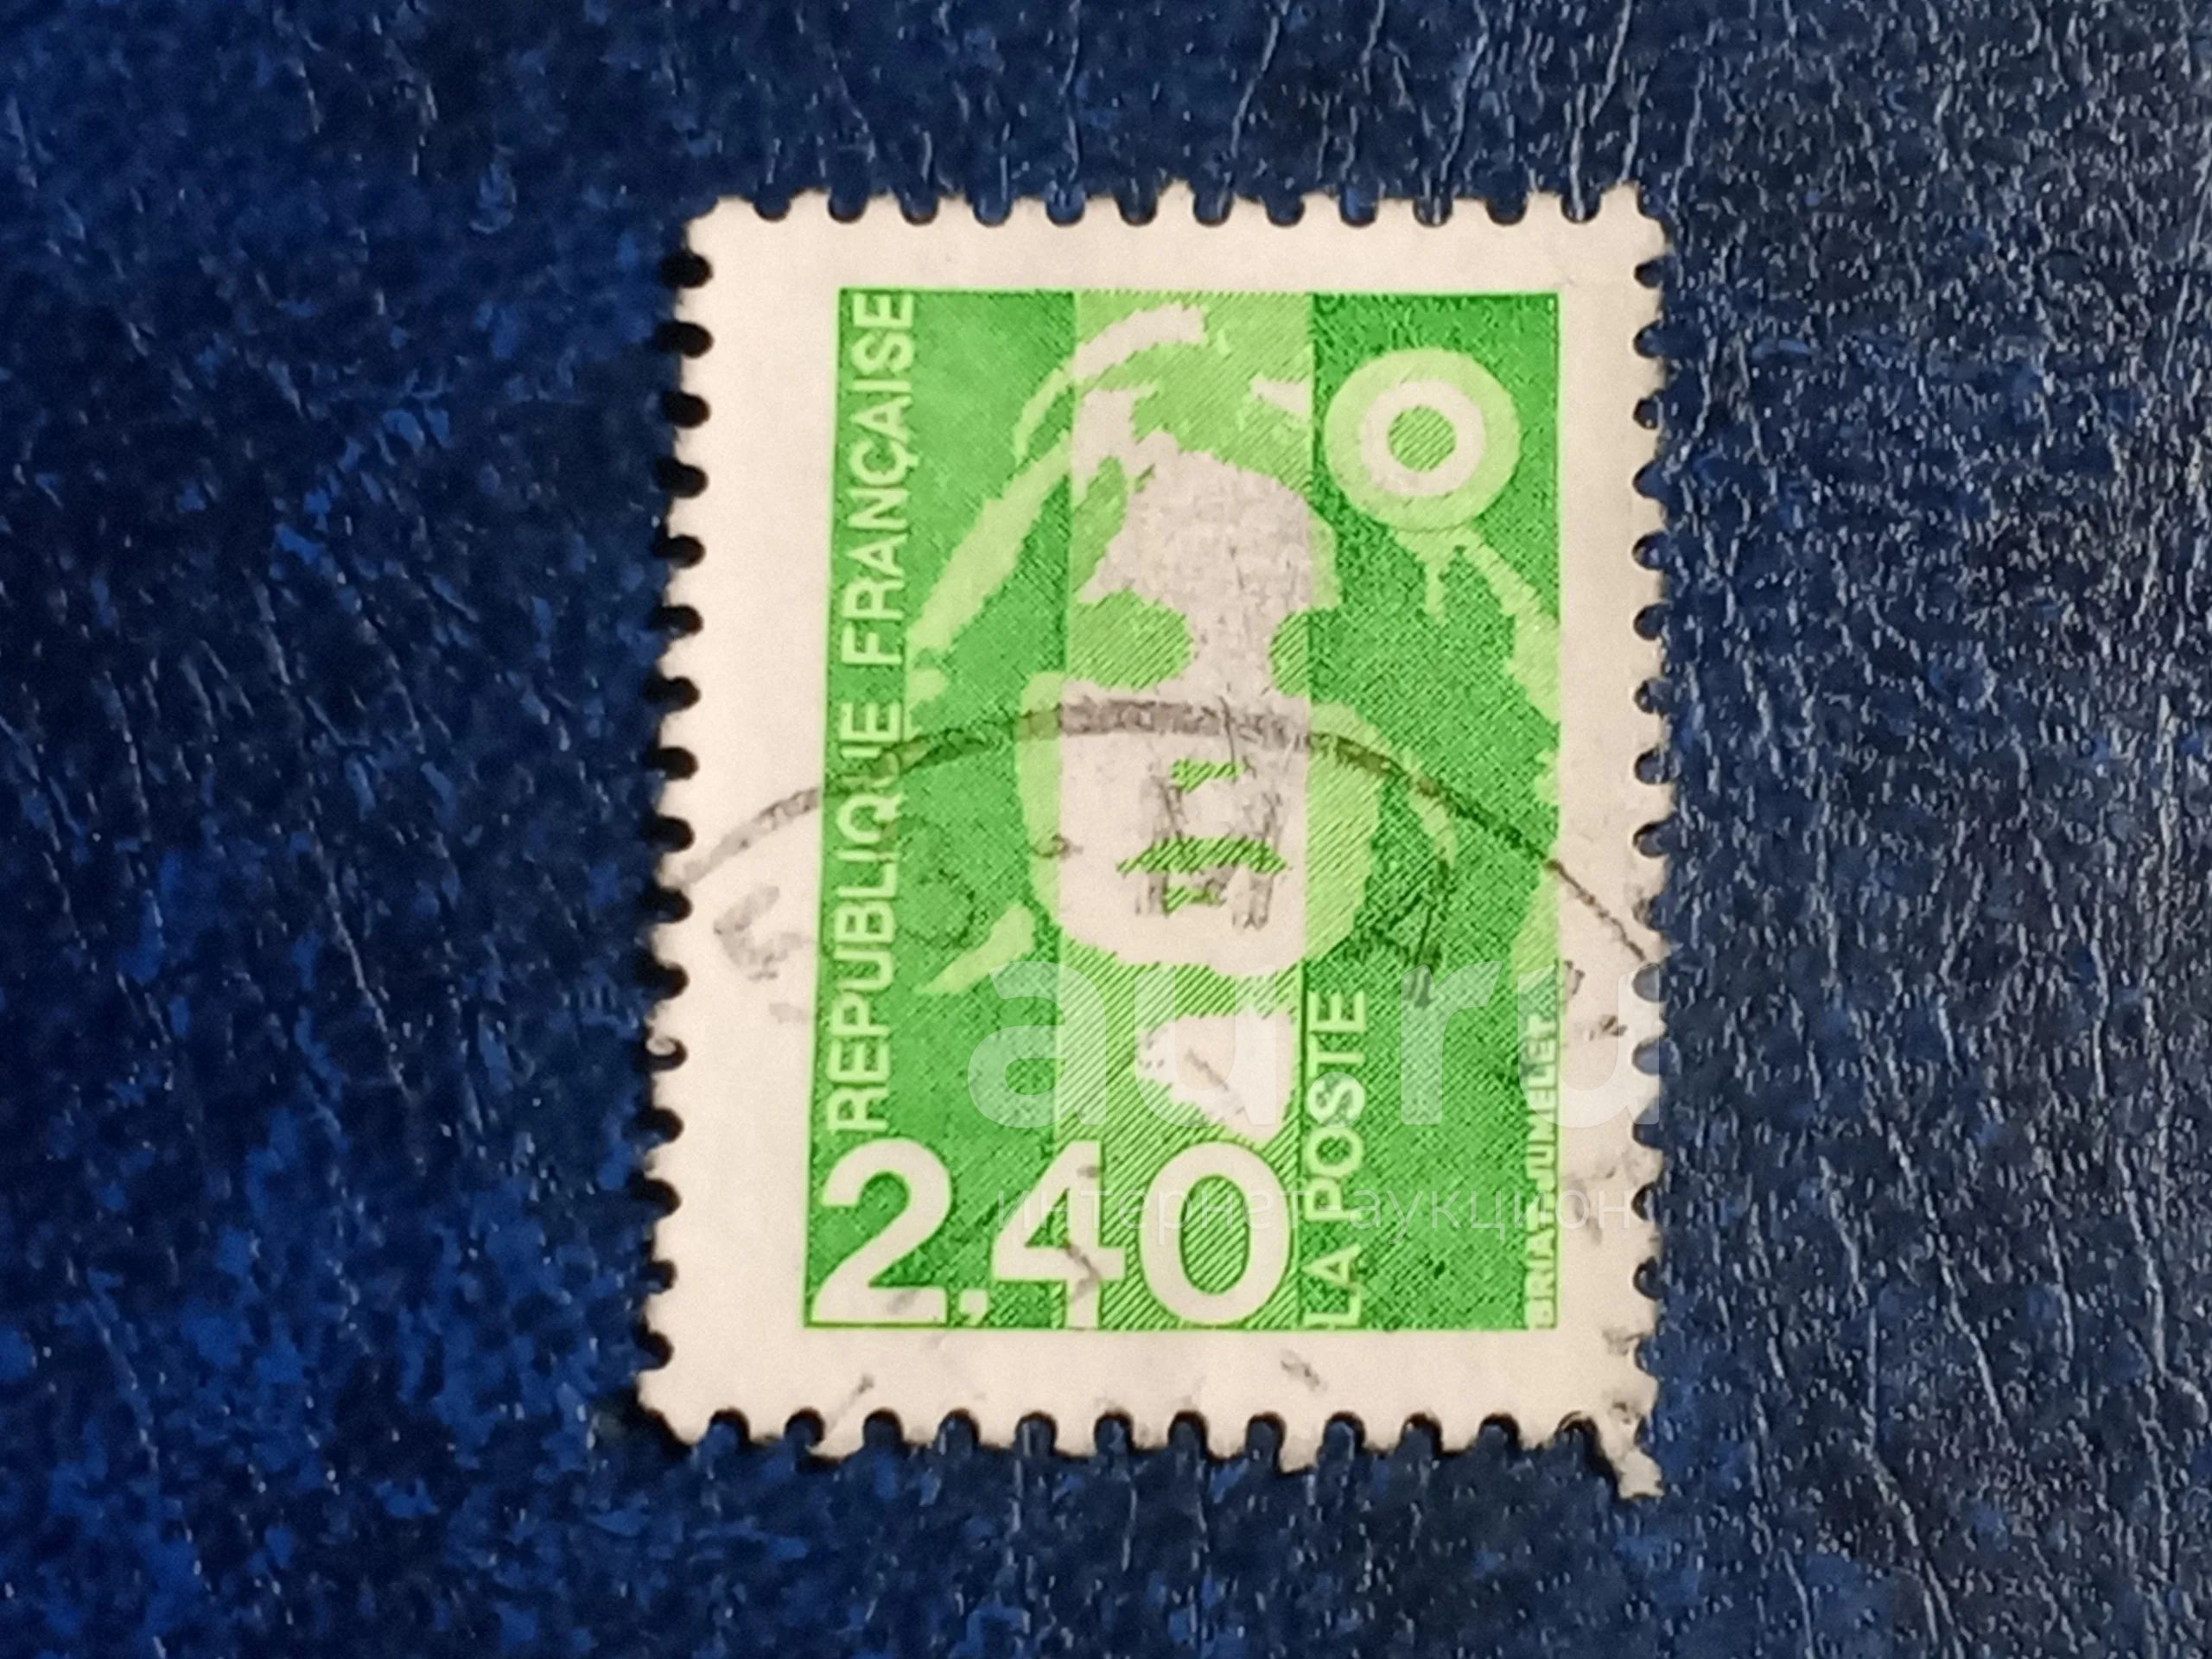 REPUBLIQUE FRANÇAISE
2,40
LA POSTE
BRIAT-JUMELET
au ru
интернет аукцион